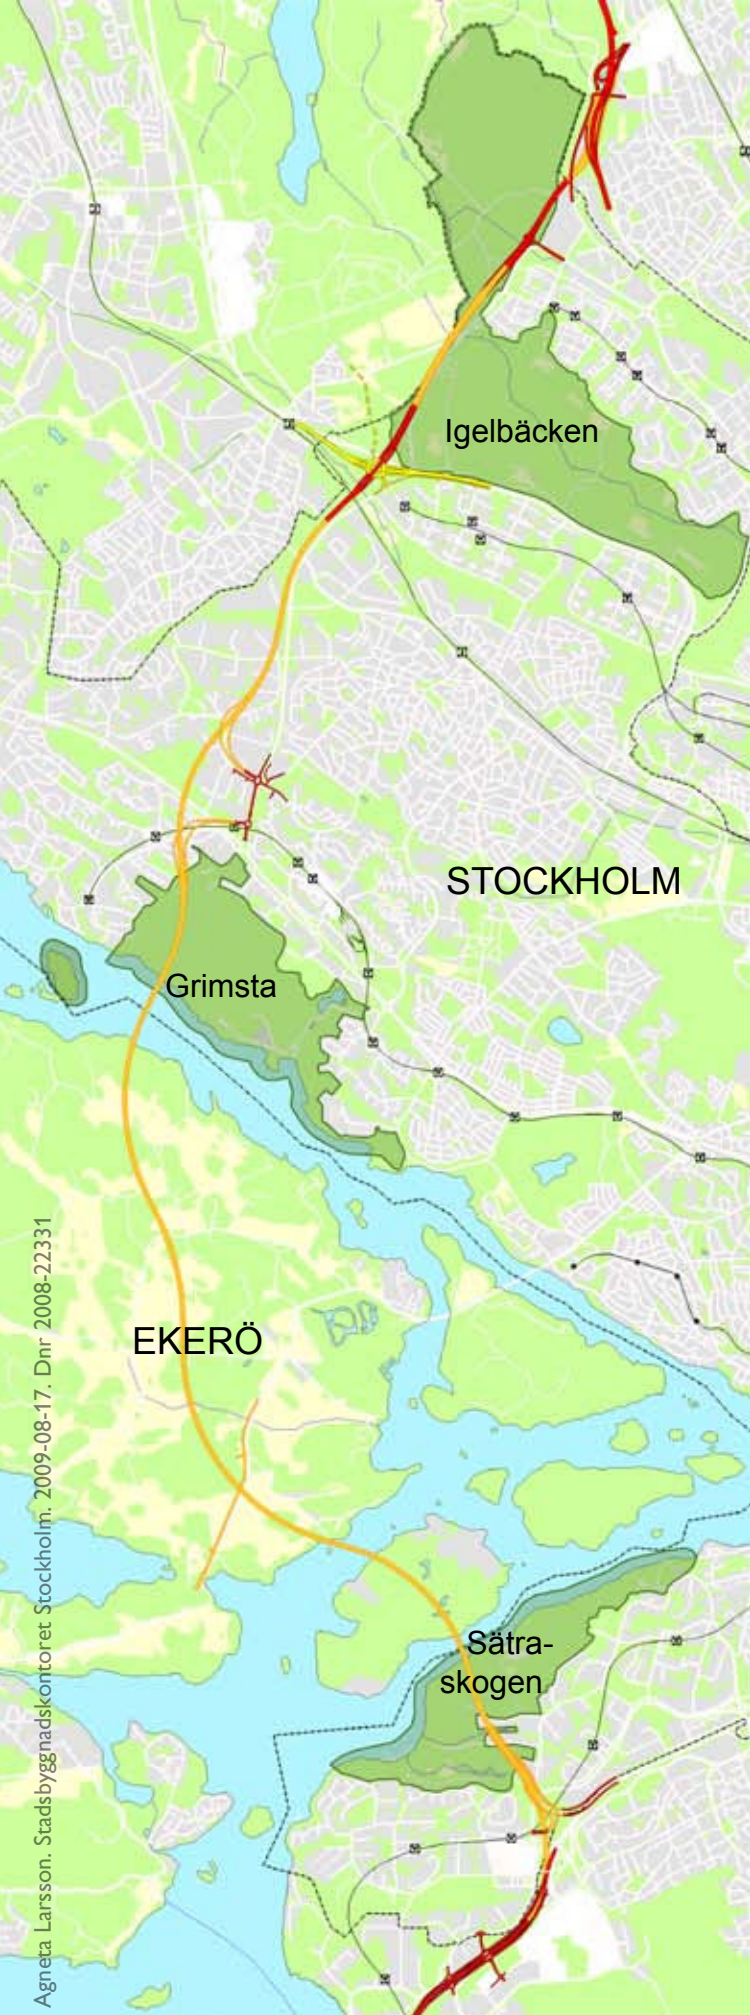 Igelbäcken
STOCKHOLM
Grimsta
EKERÖ
Sätra-
skogen
Agneta Larsson. Stadsbyggnadskontoret Stockholm. 2009-08-17. Dnr 2008-22331